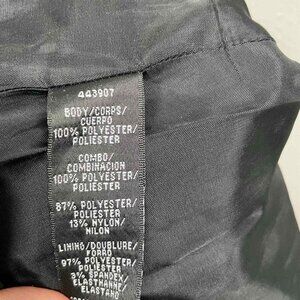 443907
BODY/CORPS/
CUERPO
100% POLYESTER/
POLIESTER
COMBO/
COMBINACION
100% POLYESTER/
POLIESTER
87% POLYESTER/
POLIESTER
13% NYLON/
NILON
LINING/DOUBLURE/
FORRO
97% POLYESTER/
POLIESTER
3% SPANDEX/
ELASTHANNE/
ELASTANO